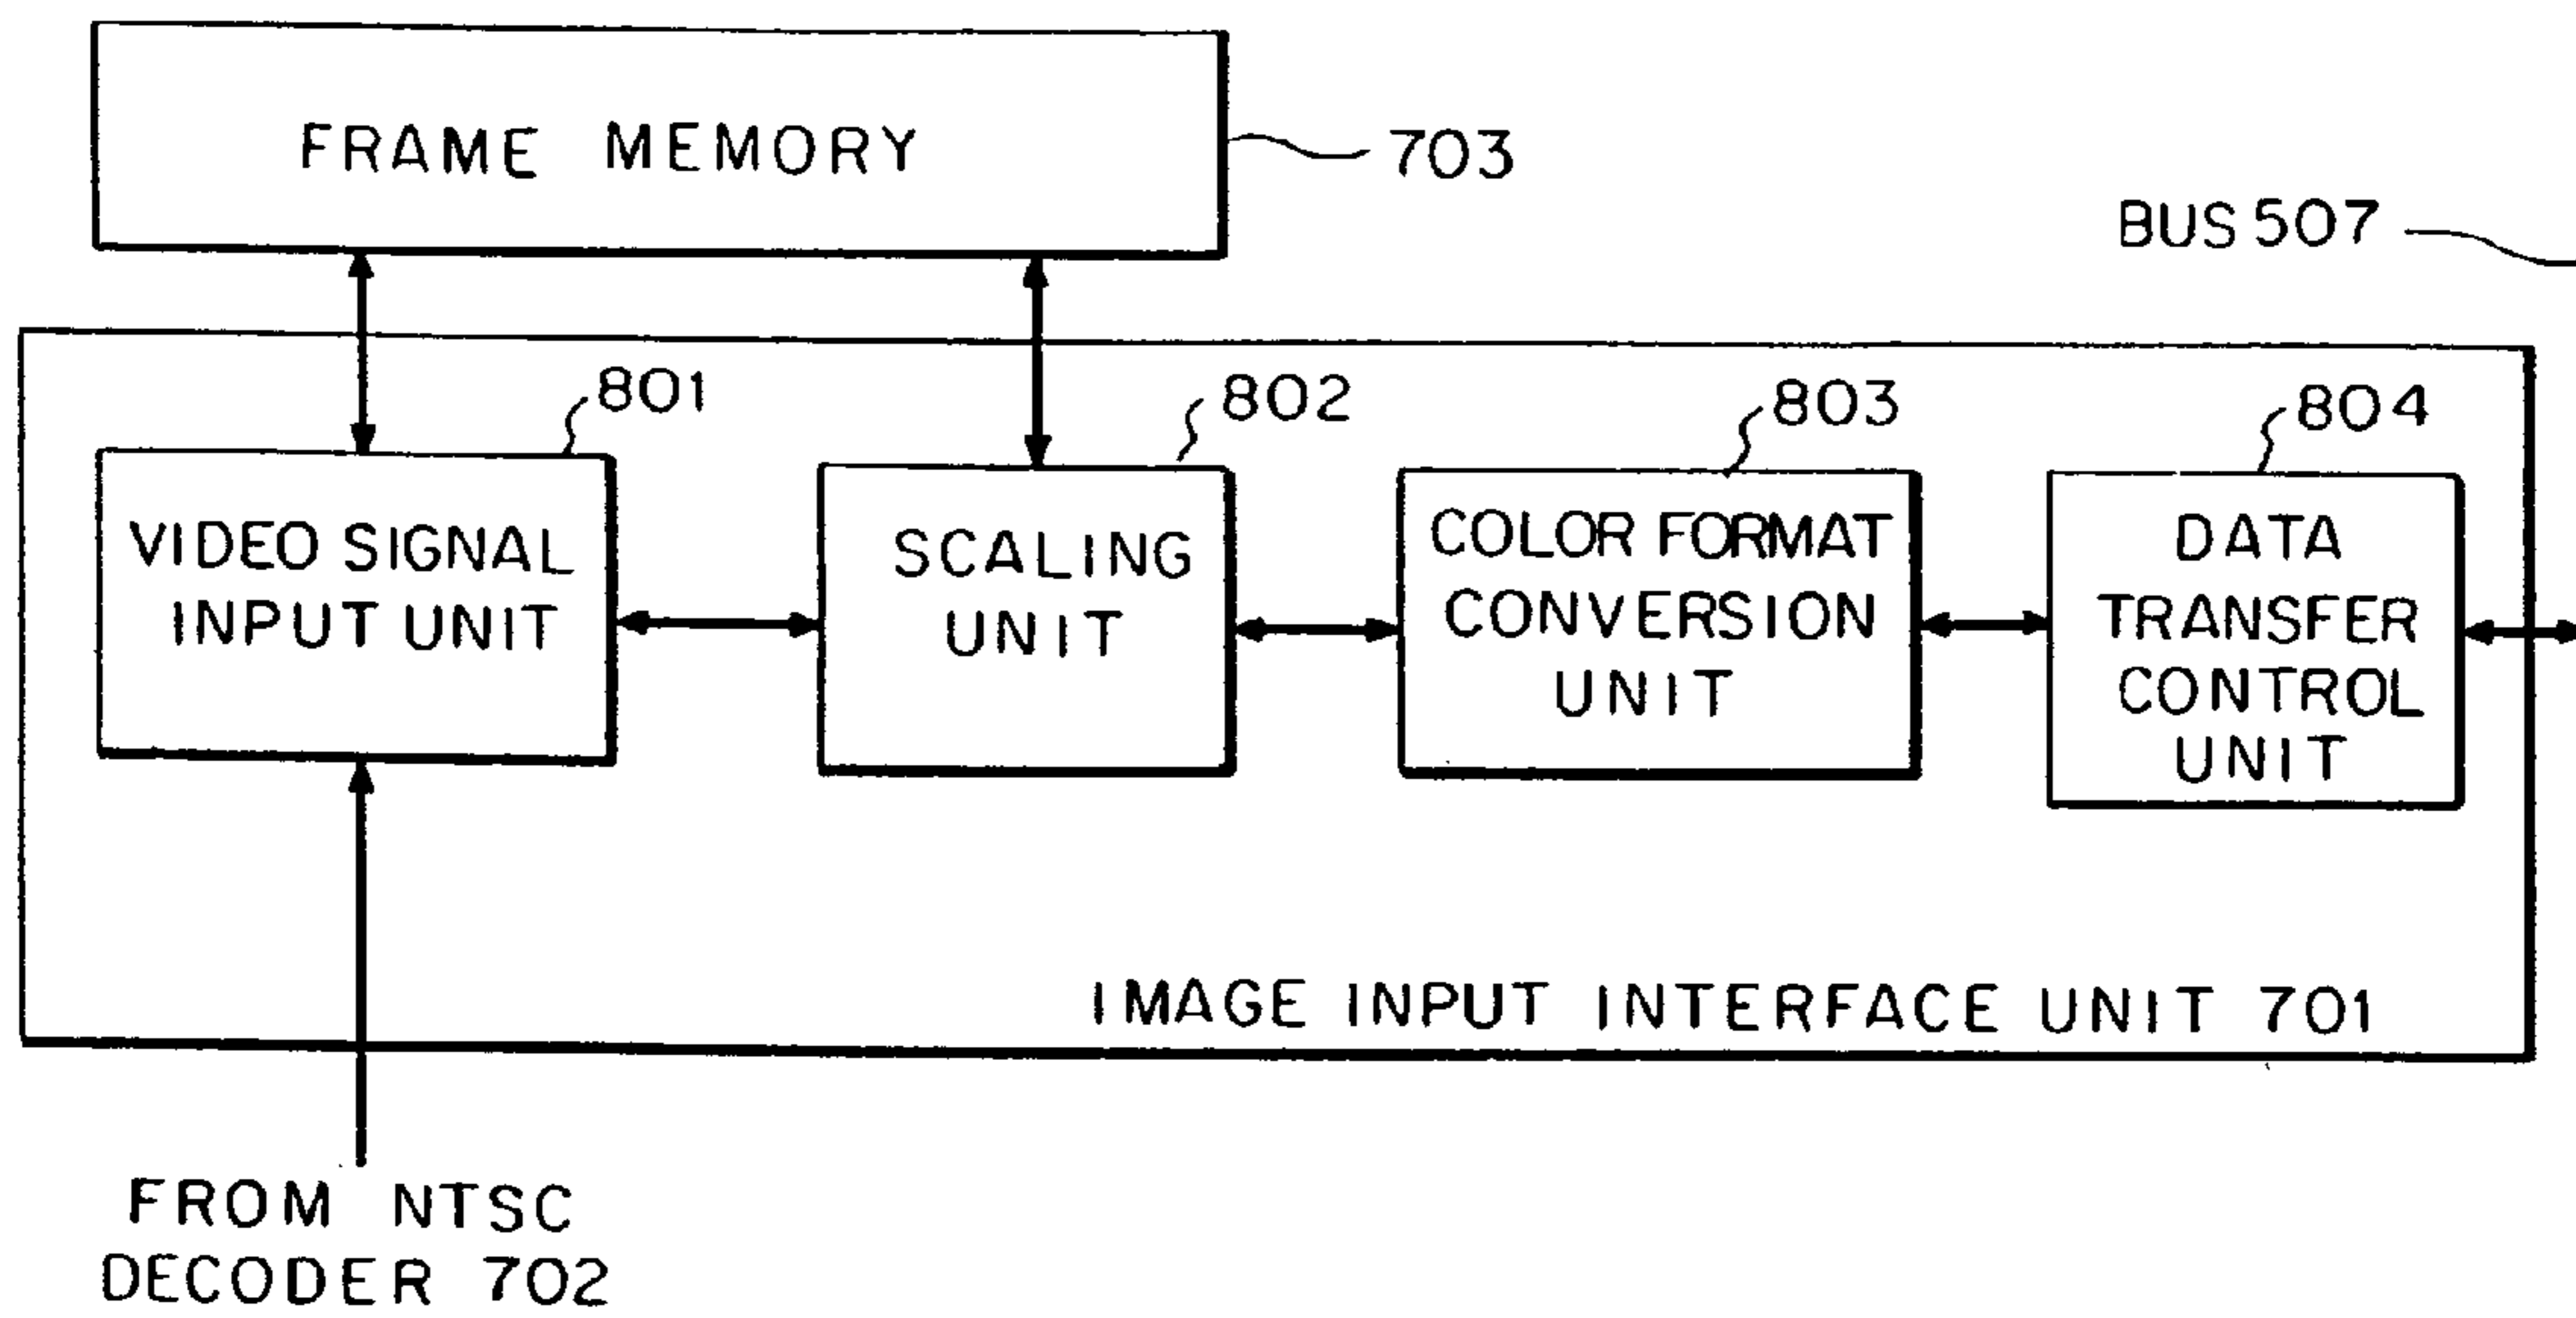 FRAME MEMORY
703
BUS 507
801
802
803
804
VIDEO SIGNAL
INPUT UNIT
SCALING
UNIT
COLOR FORMAT
CONVERSION
UNIT
DATA
TRANSFER
CONTROL
UNIT
IMAGE INPUT INTERFACE UNIT 701
FROM NTSC
DECODER 702